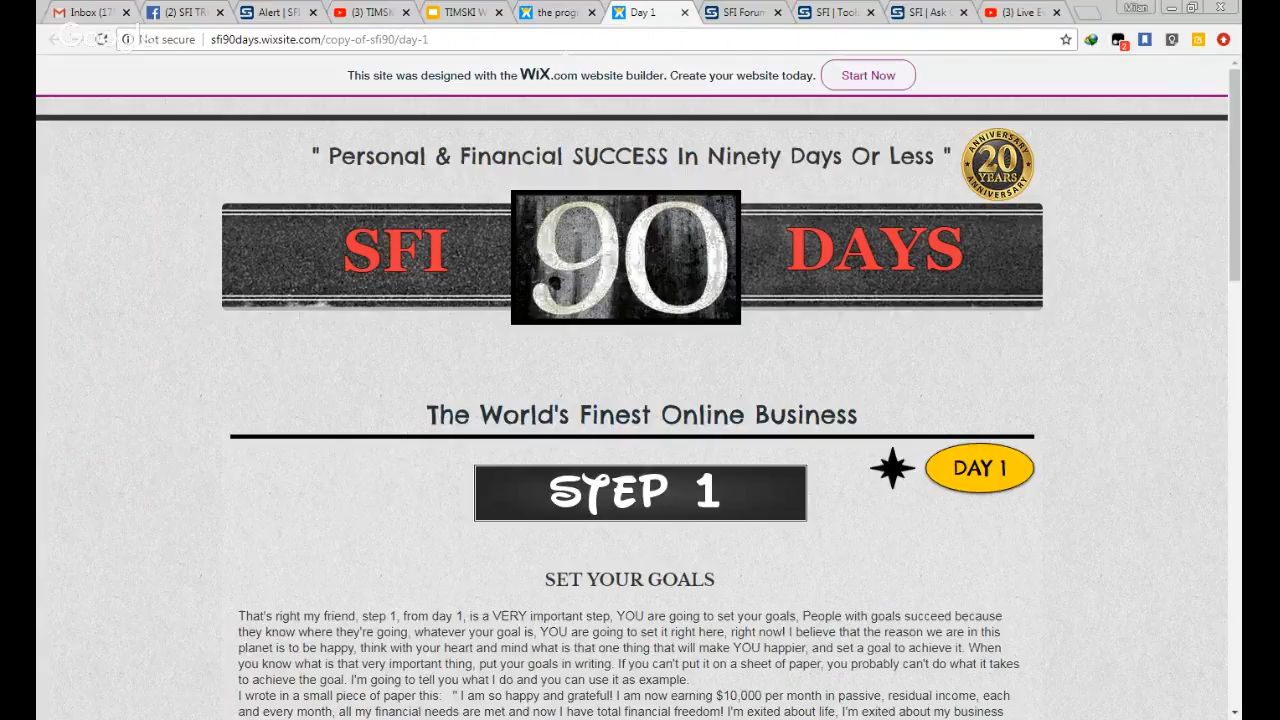 Inbox (17
(2) SFI TR
Alert | SFI
(3) TIMSK
TIMSKI W
the prog
Day 1
SFI Forum
SFI | Tool
SFI | Ask
(3) Live E
Milan
Not secure
sfi90days.wixsite.com/copy-of-sfi90/day-1
2
This site was designed with the WiX.com website builder. Create your website today.
Start Now
" Personal & Financial SUCCESS In Ninety Days Or Less "
ANNIVERSARY
20
YEARS
ANNIVERSARY
SFI 90 DAYS
The World's Finest Online Business
DAY 1
STEP 1
SET YOUR GOALS
That's right my friend, step 1, from day 1, is a VERY important step, YOU are going to set your goals, People with goals succeed because
they know where they're going, whatever your goal is, YOU are going to set it right here, right now! I believe that the reason we are in this
planet is to be happy, think with your heart and mind what is that one thing that will make YOU happier, and set a goal to achieve it. When
you know what is that very important thing, put your goals in writing. If you can't put it on a sheet of paper, you probably can't do what it takes
to achieve the goal. I'm going to tell you what I do and you can use it as example.
I wrote in a small piece of paper this: " I am so happy and grateful! I am now earning $10,000 per month in passive, residual income, each
and every month, all my financial needs are met and now I have total financial freedom! I'm exited about life, I'm exited about my business